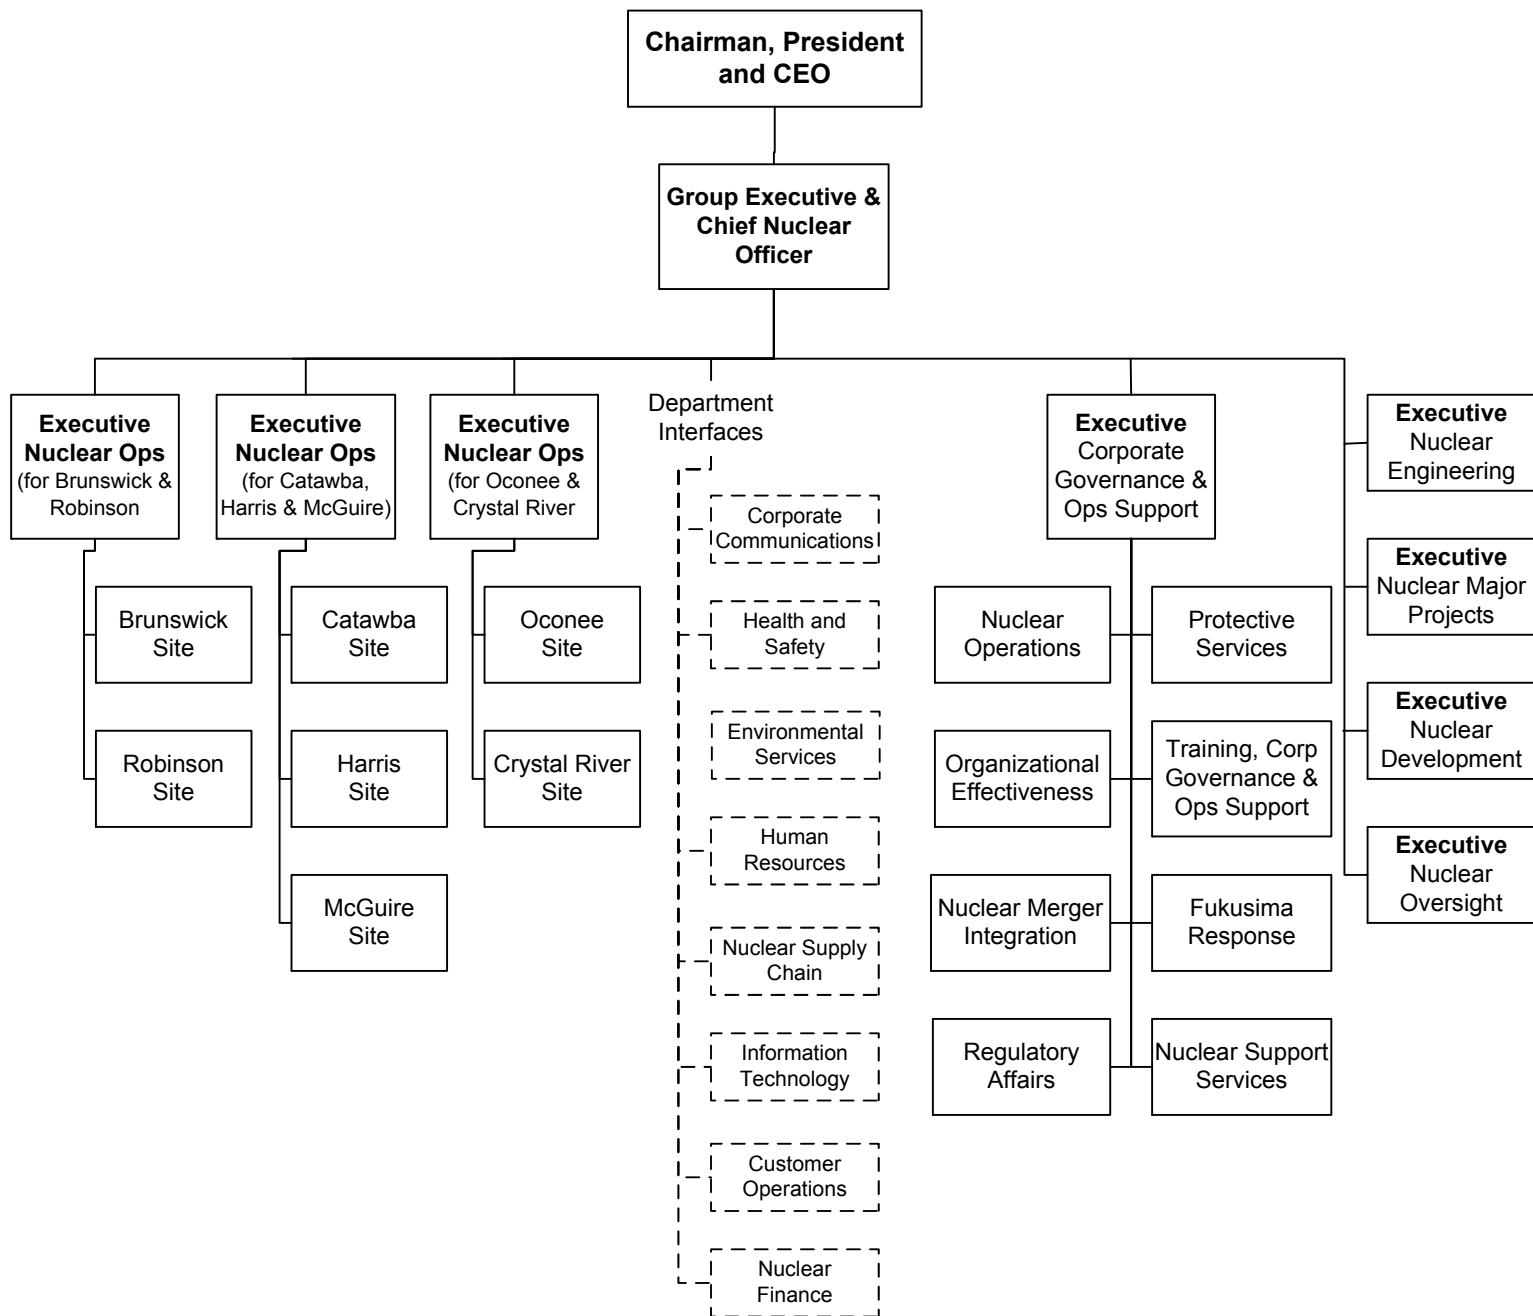 Chairman, President
and CEO
Group Executive &
Chief Nuclear
Officer
Executive
Nuclear Ops
(for Brunswick &
Robinson
Executive
Nuclear Ops
(for Catawba,
Harris & McGuire)
Executive
Nuclear Ops
(for Oconee &
Crystal River
Department
Interfaces
Executive
Corporate
Governance &
Ops Support
Executive
Nuclear
Engineering
Brunswick
Site
Robinson
Site
Catawba
Site
Harris
Site
McGuire
Site
Oconee
Site
Crystal River
Site
Corporate
Communications
Health and
Safety
Environmental
Services
Human
Resources
Nuclear Supply
Chain
Information
Technology
Customer
Operations
Nuclear
Finance
Nuclear
Operations
Protective
Services
Organizational
Effectiveness
Training, Corp
Governance &
Ops Support
Nuclear Merger
Integration
Fukusima
Response
Regulatory
Affairs
Nuclear Support
Services
Executive
Nuclear Major
Projects
Executive
Nuclear
Development
Executive
Nuclear
Oversight